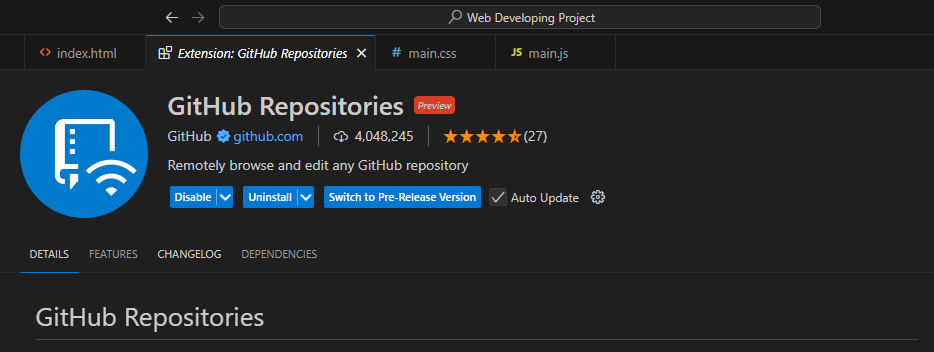 Web Developing Project
<> index.html Extension: GitHub Repositories # main.css JS main.js
GitHub Repositories Preview
GitHub github.com 4,048,245 (27)
Remotely browse and edit any GitHub repository
Disable Uninstall Switch to Pre-Release Version Auto Update
DETAILS FEATURES CHANGELOG DEPENDENCIES
GitHub Repositories